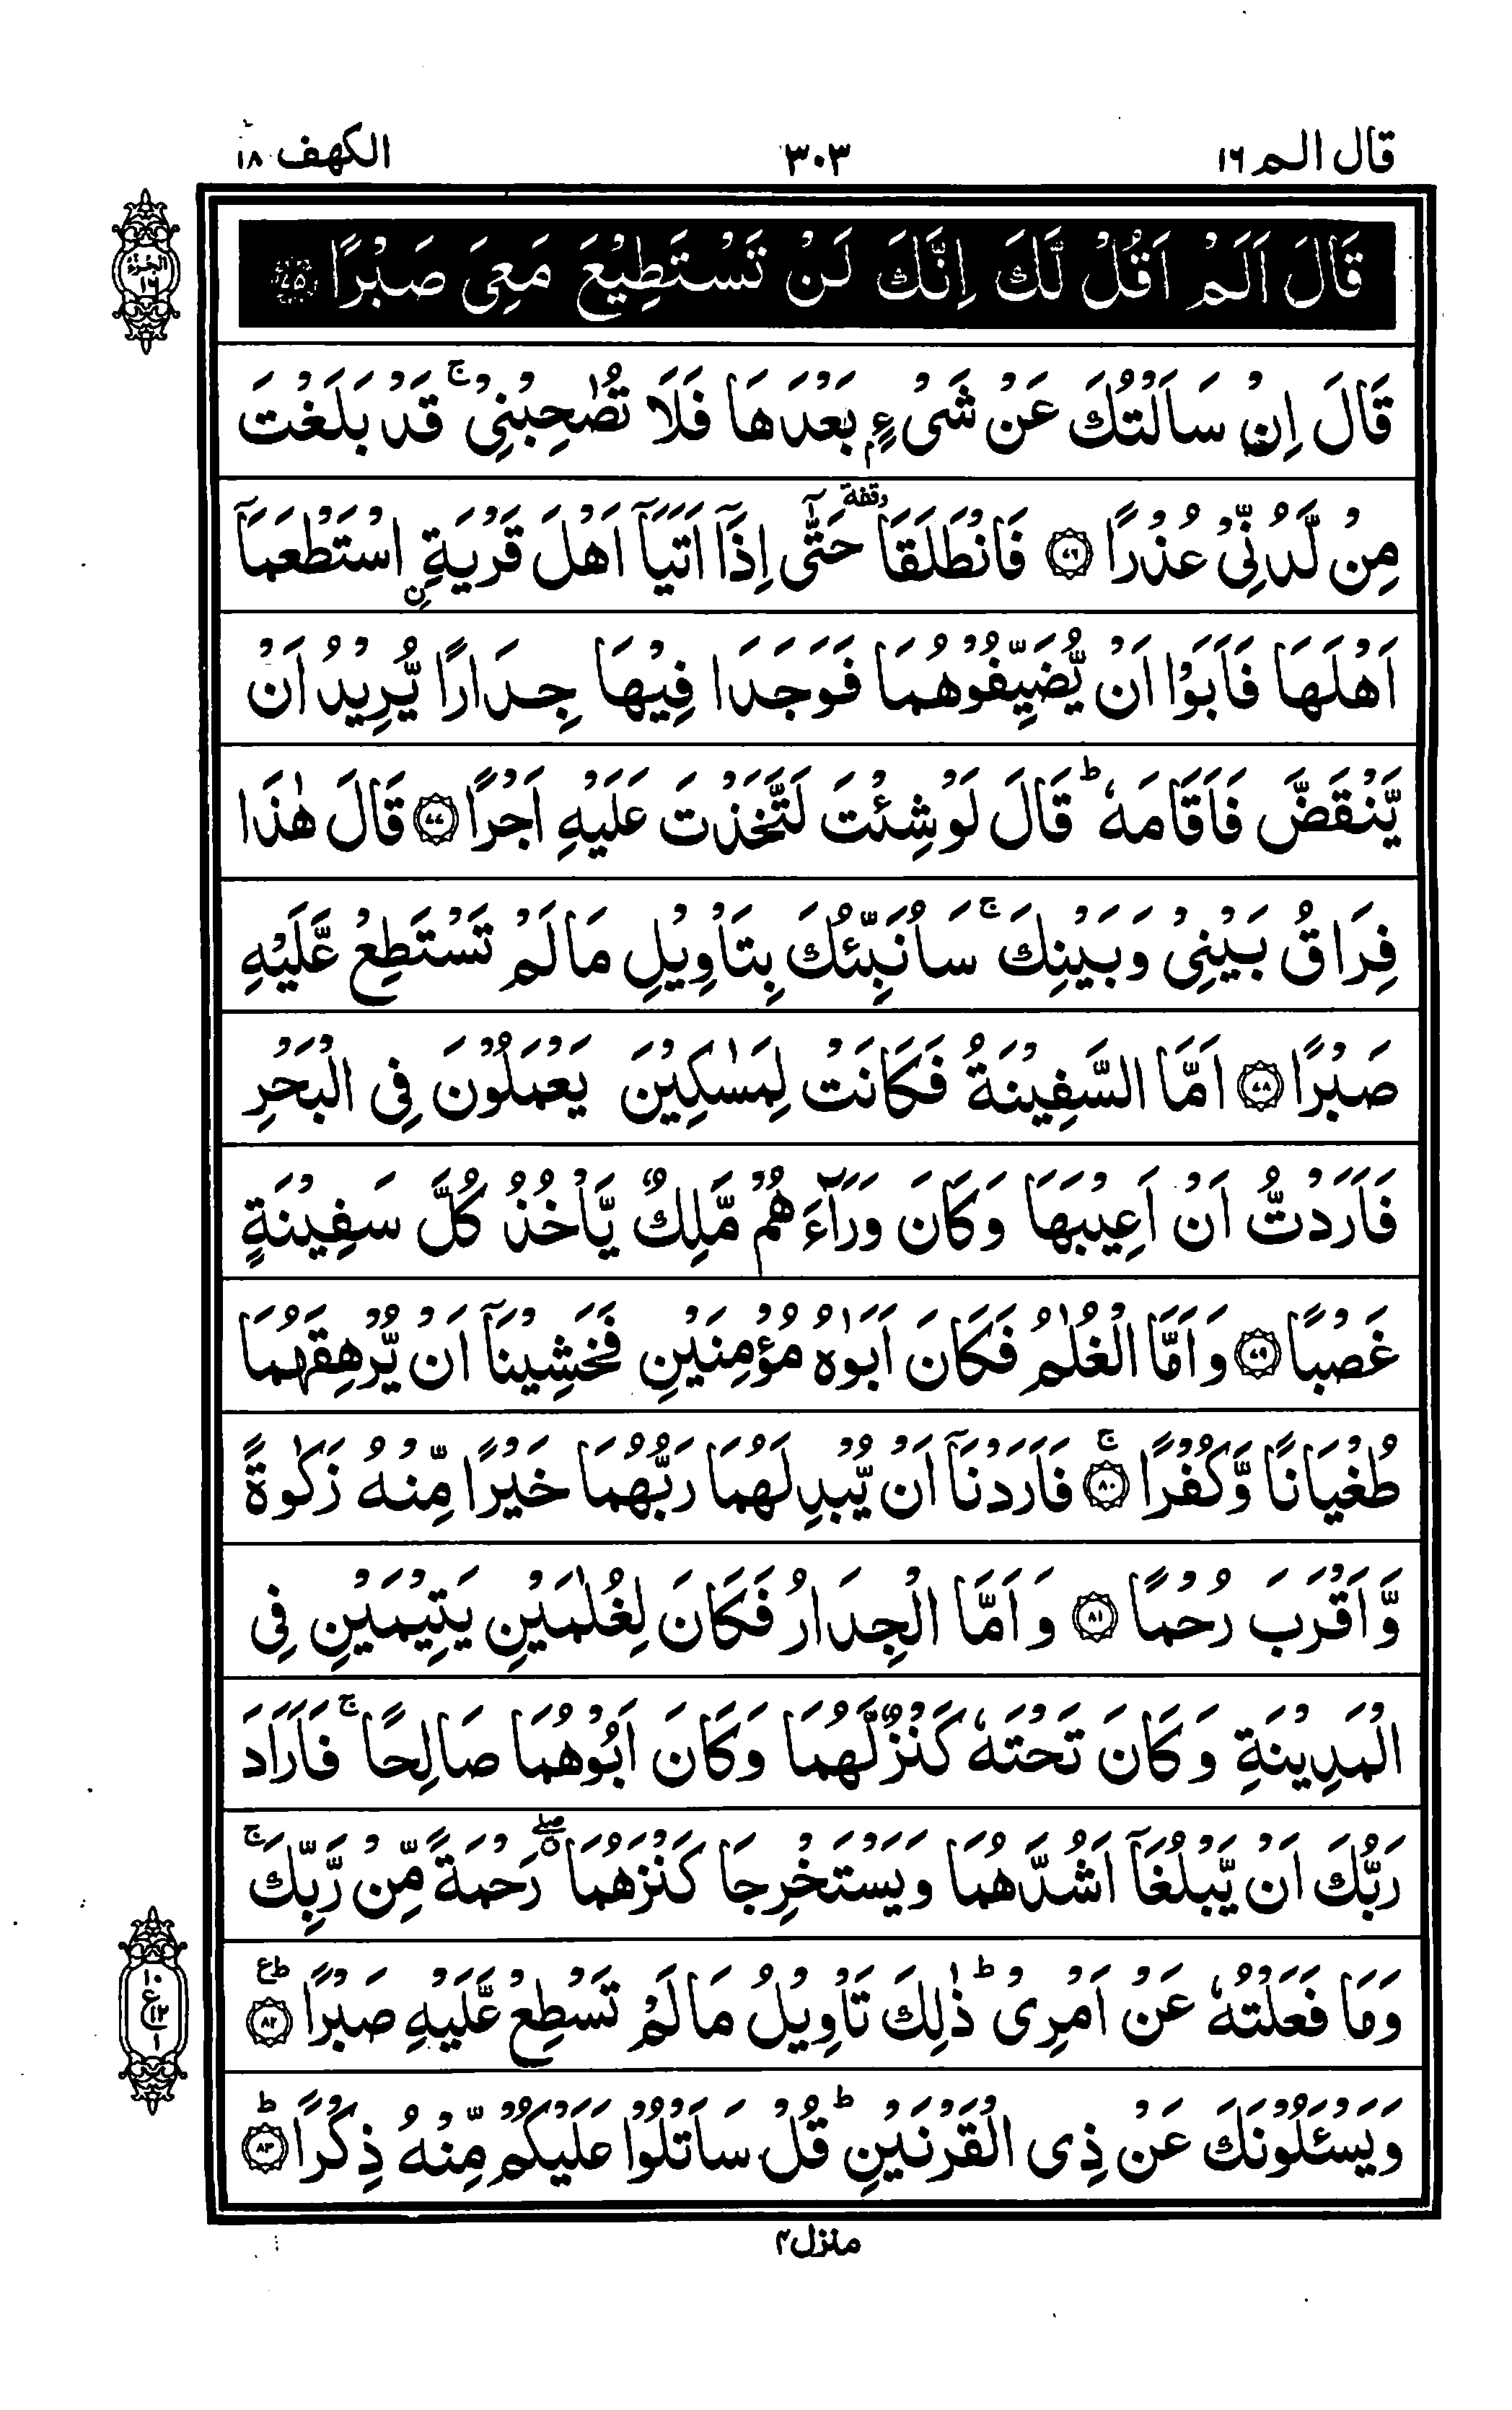 قال الم ١٦ ٣٠٣ الكهف ١٨
الجزء ١٦
قَالَ اَلَمْ اَقُلْ لَّكَ اِنَّكَ لَنْ تَسْتَطِيْعَ مَعِىَ صَبْرًا ﴿٧٥﴾
قَالَ اِنْ سَاَلْتُكَ عَنْ شَىْءٍۭ بَعْدَهَا فَلَا تُصٰحِبْنِىْ ۚ قَدْ بَلَغْتَ
مِنْ لَّدُنِّىْ عُذْرًا ﴿٧٦﴾ فَانْطَلَقَا وقفة حَتّٰٓى اِذَآ اَتَيَآ اَهْلَ قَرْيَةِ ۨاسْتَطْعَمَآ
اَهْلَهَا فَاَبَوْا اَنْ يُّضَيِّفُوْهُمَا فَوَجَدَا فِيْهَا جِدَارًا يُّرِيْدُ اَنْ
يَّنْقَضَّ فَاَقَامَهٗ ؕ قَالَ لَوْ شِئْتَ لَتَّخَذْتَ عَلَيْهِ اَجْرًا ﴿٧٧﴾ قَالَ هٰذَا
فِرَاقُ بَيْنِىْ وَبَيْنِكَ ۚ سَاُنَبِّئُكَ بِتَاْوِيْلِ مَا لَمْ تَسْتَطِعْ عَّلَيْهِ
صَبْرًا ﴿٧٨﴾ اَمَّا السَّفِيْنَةُ فَكَانَتْ لِمَسٰكِيْنَ يَعْمَلُوْنَ فِى الْبَحْرِ
فَاَرَدْتُّ اَنْ اَعِيْبَهَا وَكَانَ وَرَآءَهُمْ مَّلِكٌ يَّاْخُذُ كُلَّ سَفِيْنَةٍ
غَصْبًا ﴿٧٩﴾ وَاَمَّا الْغُلٰمُ فَكَانَ اَبَوٰهُ مُؤْمِنَيْنِ فَخَشِيْنَآ اَنْ يُّرْهِقَهُمَا
طُغْيَانًا وَّكُفْرًا ۚ ﴿٨٠﴾ فَاَرَدْنَآ اَنْ يُّبْدِلَهُمَا رَبُّهُمَا خَيْرًا مِّنْهُ زَكٰوةً
وَّاَقْرَبَ رُحْمًا ﴿٨١﴾ وَاَمَّا الْجِدَارُ فَكَانَ لِغُلٰمَيْنِ يَتِيْمَيْنِ فِى
الْمَدِيْنَةِ وَكَانَ تَحْتَهٗ كَنْزٌ لَّهُمَا وَكَانَ اَبُوْهُمَا صَالِحًا ۚ فَاَرَادَ
رَبُّكَ اَنْ يَّبْلُغَآ اَشُدَّهُمَا وَيَسْتَخْرِجَا كَنْزَهُمَا ۖ رَحْمَةً مِّنْ رَّبِّكَ ۚ
وَمَا فَعَلْتُهٗ عَنْ اَمْرِىْ ؕ ذٰلِكَ تَاْوِيْلُ مَا لَمْ تَسْطِعْ عَّلَيْهِ صَبْرًا ؕع ﴿٨٢﴾
١٠ ع ١٢ ١
وَيَسْئَلُوْنَكَ عَنْ ذِى الْقَرْنَيْنِ ؕ قُلْ سَاَتْلُوْا عَلَيْكُمْ مِّنْهُ ذِكْرًا ؕ ﴿٨٣﴾
منزل ٤